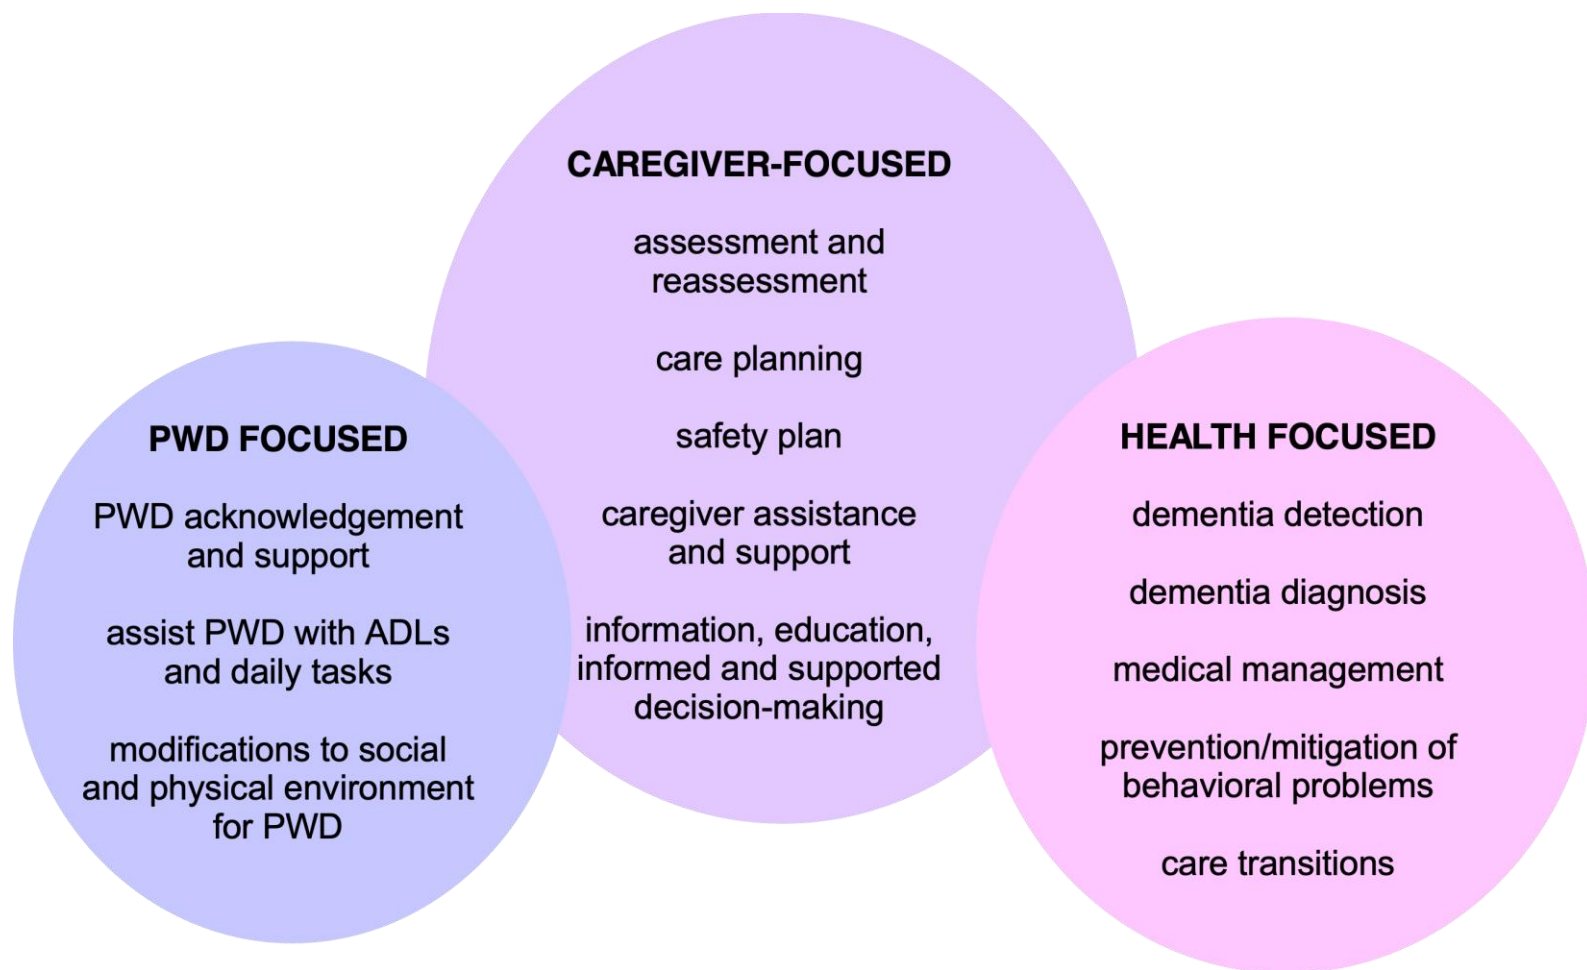 CAREGIVER-FOCUSED
assessment and
reassessment
care planning
safety plan
caregiver assistance
and support
information, education,
informed and supported
decision-making
PWD FOCUSED
PWD acknowledgement
and support
assist PWD with ADLs
and daily tasks
modifications to social
and physical environment
for PWD
HEALTH FOCUSED
dementia detection
dementia diagnosis
medical management
prevention/mitigation of
behavioral problems
care transitions